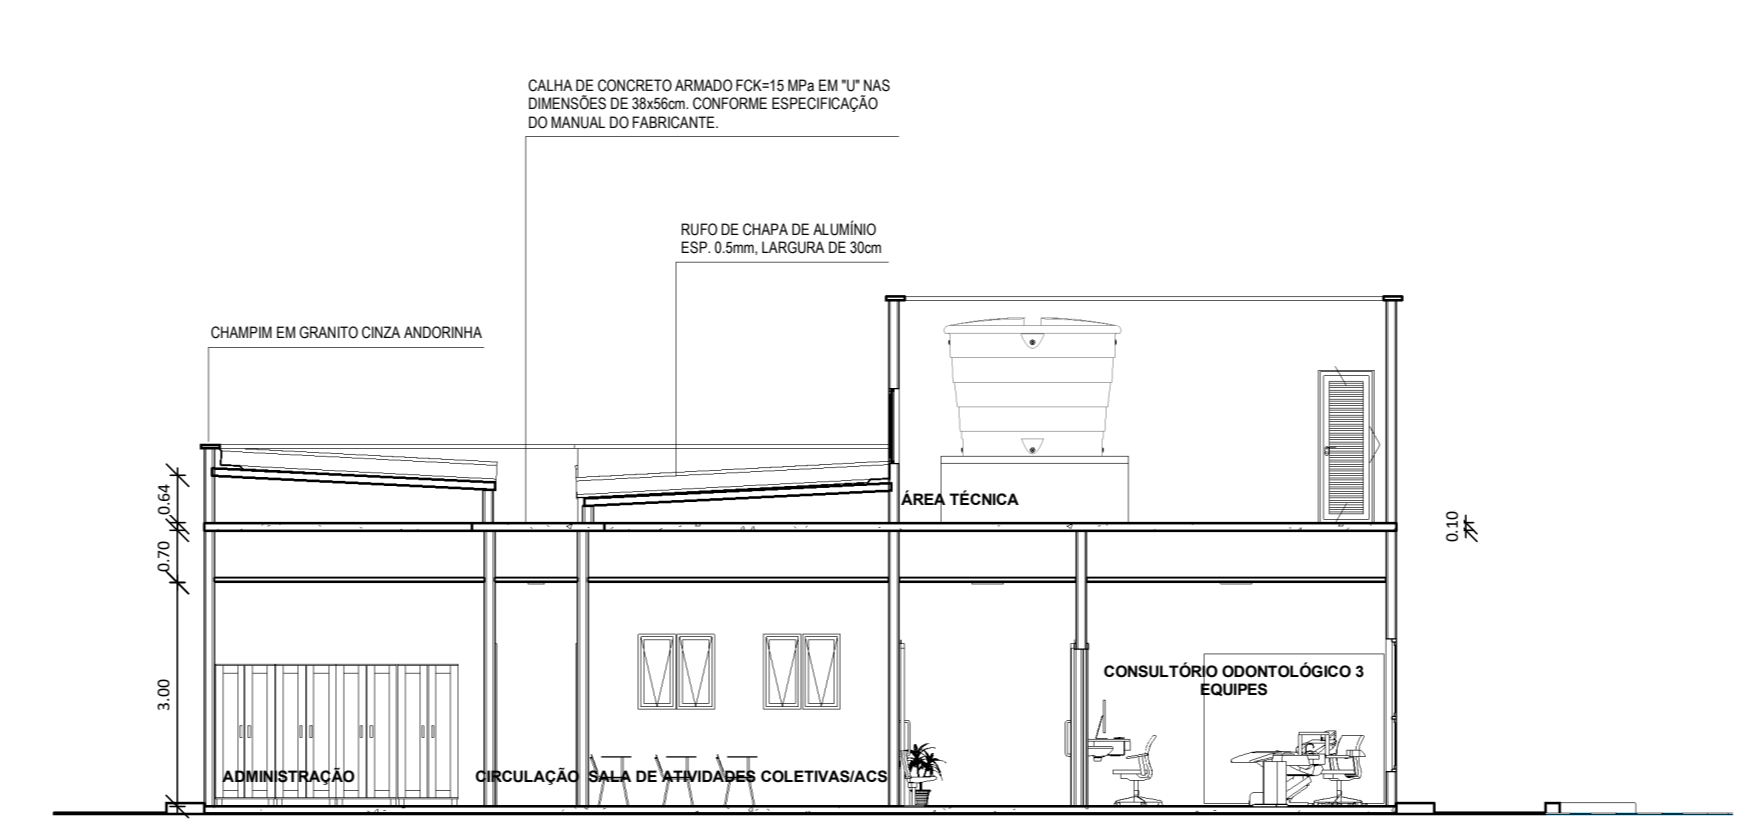 CALHA DE CONCRETO ARMADO FCK=15 MPa EM "U" NAS
DIMENSÕES DE 38x56cm. CONFORME ESPECIFICAÇÃO
DO MANUAL DO FABRICANTE.
RUFO DE CHAPA DE ALUMÍNIO
ESP. 0.5mm, LARGURA DE 30cm
CHAMPIM EM GRANITO CINZA ANDORINHA
0.64
ÁREA TÉCNICA
0.10
0.70
3.00
CONSULTÓRIO ODONTOLÓGICO 3
EQUIPES
ADMINISTRAÇÃO
CIRCULAÇÃO
SALA DE ATIVIDADES COLETIVAS/ACS